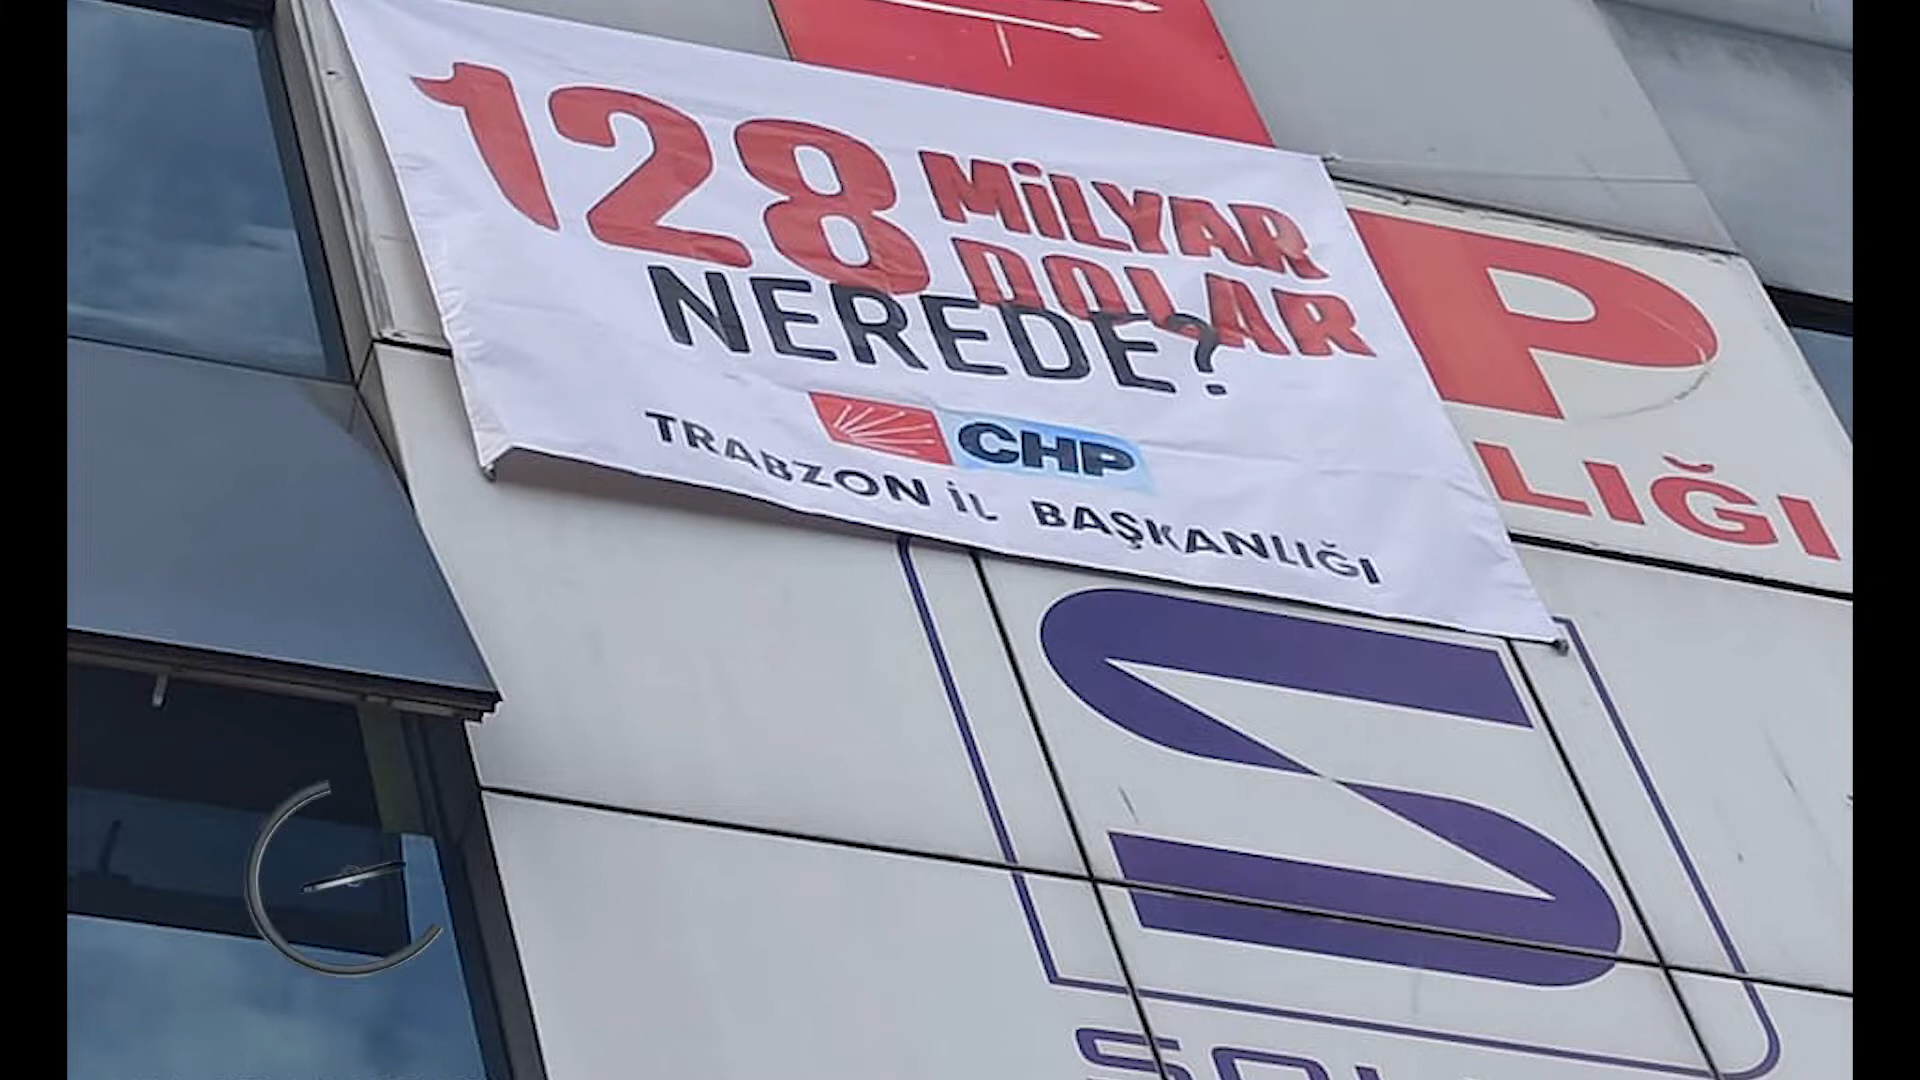 128 MİLYAR
DOLAR
NEREDE?
CHP
TRABZON İL BAŞKANLIĞI
P
LIĞI